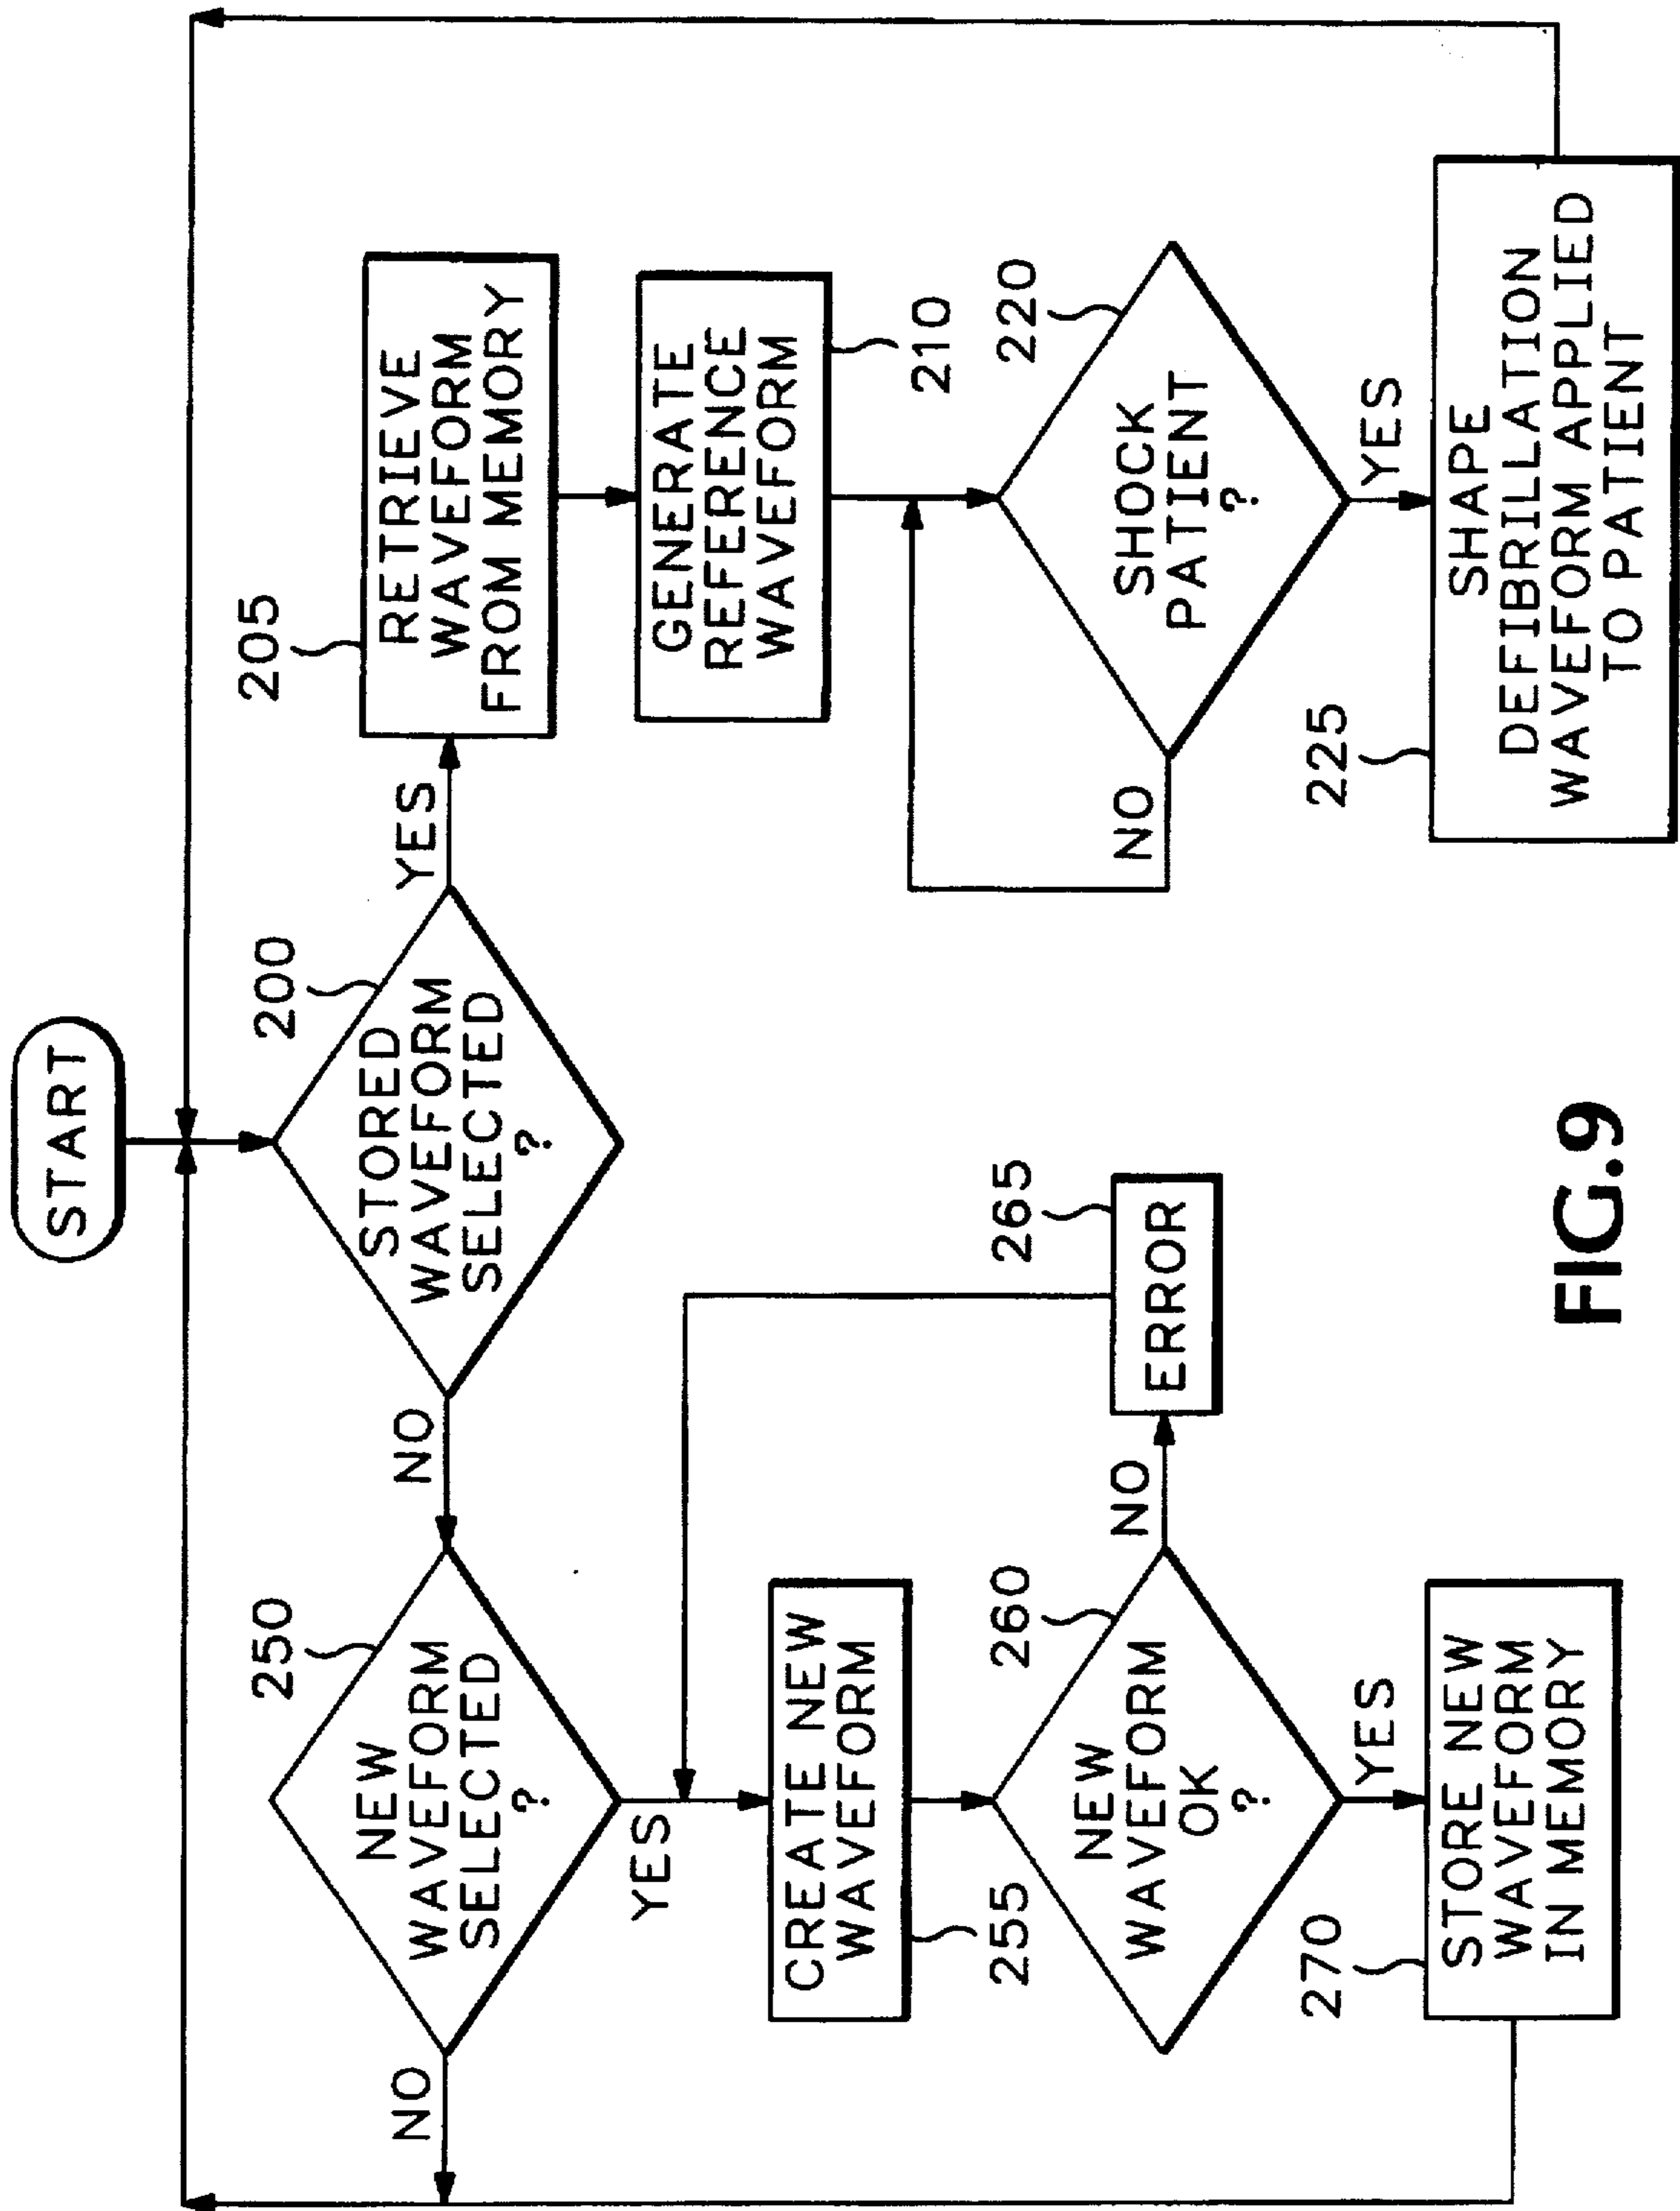 START
200
STORED
WAVEFORM
SELECTED
?
YES
NO
205
RETRIEVE
WAVEFORM
FROM MEMORY
GENERATE
REFERENCE
WAVEFORM
210
220
SHOCK
PATIENT
?
NO
YES
225
SHAPE
DEFIBRILLATION
WAVEFORM APPLIED
TO PATIENT
250
NEW
WAVEFORM
SELECTED
?
NO
YES
CREATE NEW
WAVEFORM
255
260
NEW
WAVEFORM
OK
?
NO
265
ERROR
YES
270
STORE NEW
WAVEFORM
IN MEMORY
FIG.9